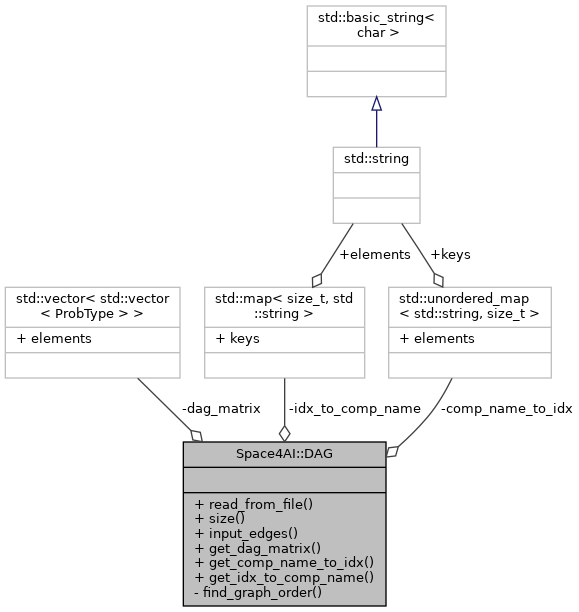 std::basic_string<
char >
std::string
+elements
+keys
std::vector< std::vector
< ProbType > >
+ elements
std::map< size_t, std
::string >
+ keys
std::unordered_map
< std::string, size_t >
+ elements
-dag_matrix
-idx_to_comp_name
-comp_name_to_idx
Space4AI::DAG
+ read_from_file()
+ size()
+ input_edges()
+ get_dag_matrix()
+ get_comp_name_to_idx()
+ get_idx_to_comp_name()
- find_graph_order()